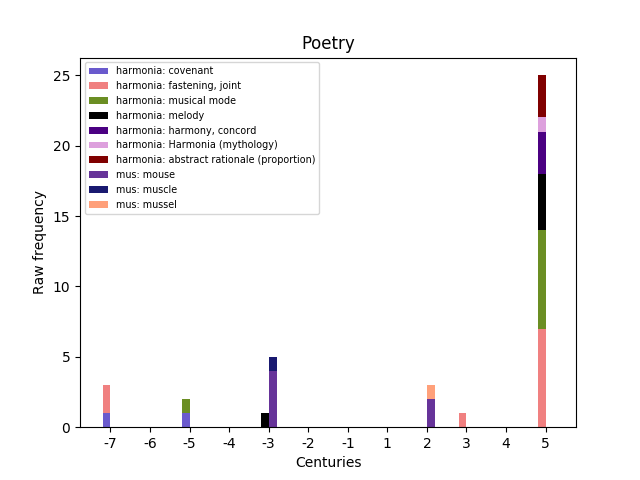 Poetry
25
20
15
10
5
0
Raw frequency
harmonia: covenant
harmonia: fastening, joint
harmonia: musical mode
harmonia: melody
harmonia: harmony, concord
harmonia: Harmonia (mythology)
harmonia: abstract rationale (proportion)
mus: mouse
mus: muscle
mus: mussel
-7 -6 -5 -4 -3 -2 -1 1 2 3 4 5
Centuries